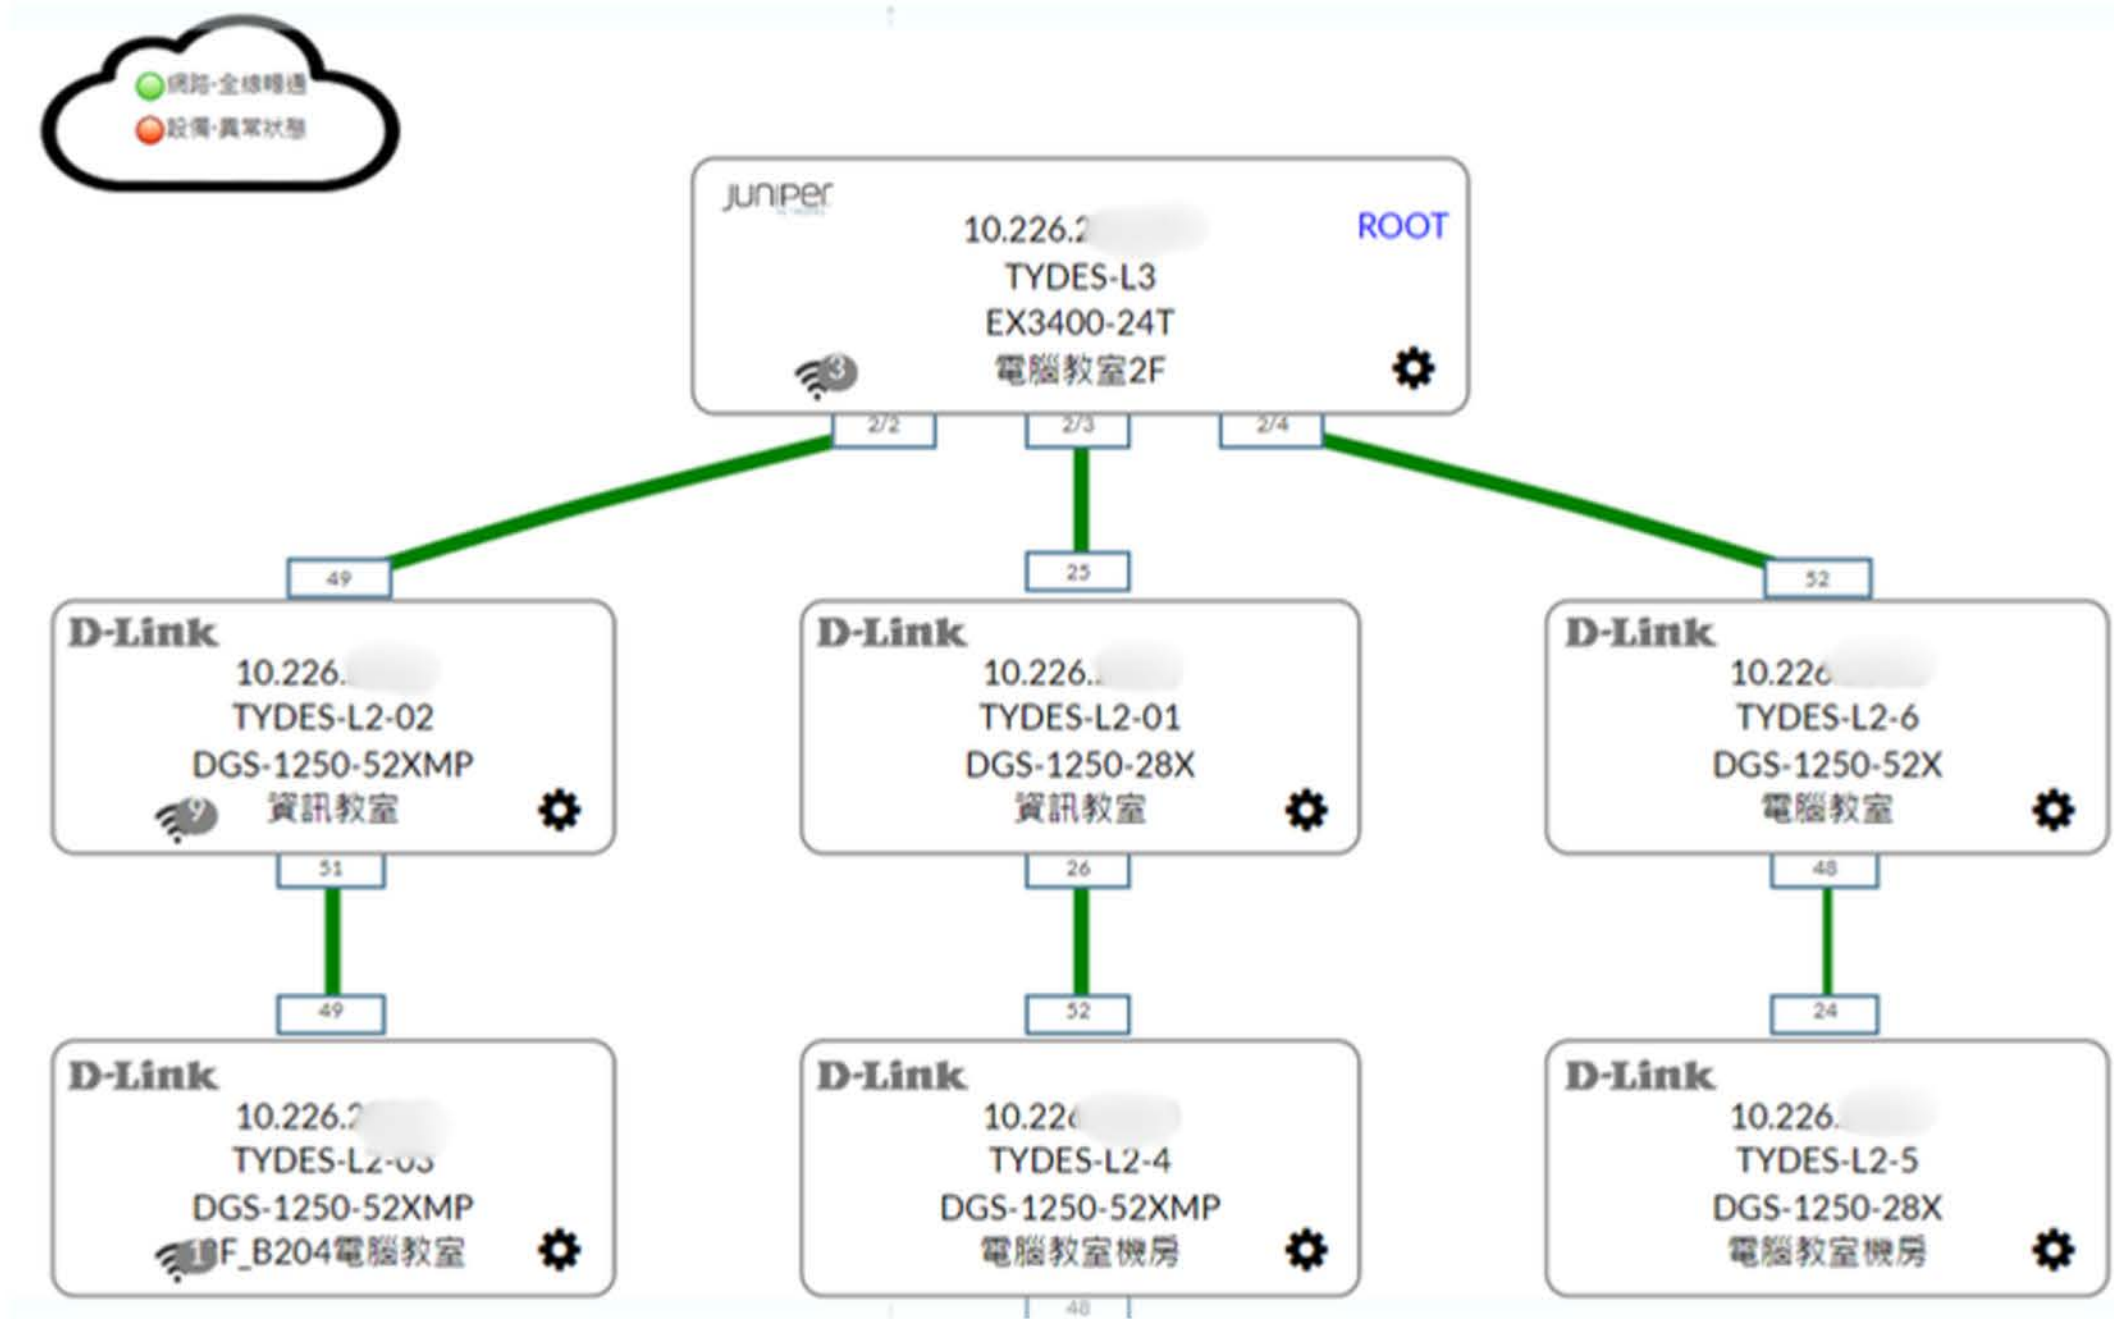 網路-全線暢通
設備-異常狀態
JUNIPer
10.226.2
ROOT
TYDES-L3
EX3400-24T
3
電腦教室2F
2/2
2/3
2/4
49
25
52
D-Link
10.226.
TYDES-L2-02
DGS-1250-52XMP
9
資訊教室
51
D-Link
10.226.
TYDES-L2-01
DGS-1250-28X
資訊教室
26
D-Link
10.226
TYDES-L2-6
DGS-1250-52X
電腦教室
48
49
52
24
D-Link
10.226.2
TYDES-L2-03
DGS-1250-52XMP
1
F_B204電腦教室
D-Link
10.226
TYDES-L2-4
DGS-1250-52XMP
電腦教室機房
48
D-Link
10.226.
TYDES-L2-5
DGS-1250-28X
電腦教室機房